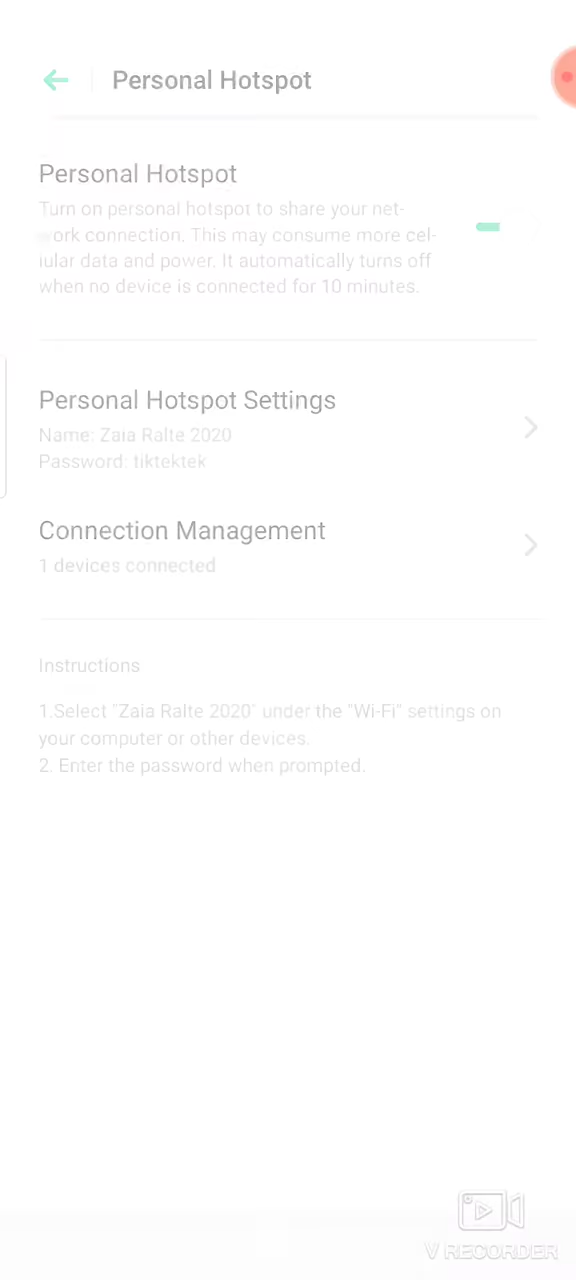 Personal Hotspot
Personal Hotspot
Turn on personal hotspot to share your net-
work connection. This may consume more cel-
lular data and power. It automatically turns off
when no device is connected for 10 minutes.
Personal Hotspot Settings
Name: Zaia Ralte 2020
Password: tiktektek
Connection Management
1 devices connected
Instructions
1.Select "Zaia Ralte 2020" under the "Wi-Fi" settings on
your computer or other devices.
2. Enter the password when prompted.
V RECORDER